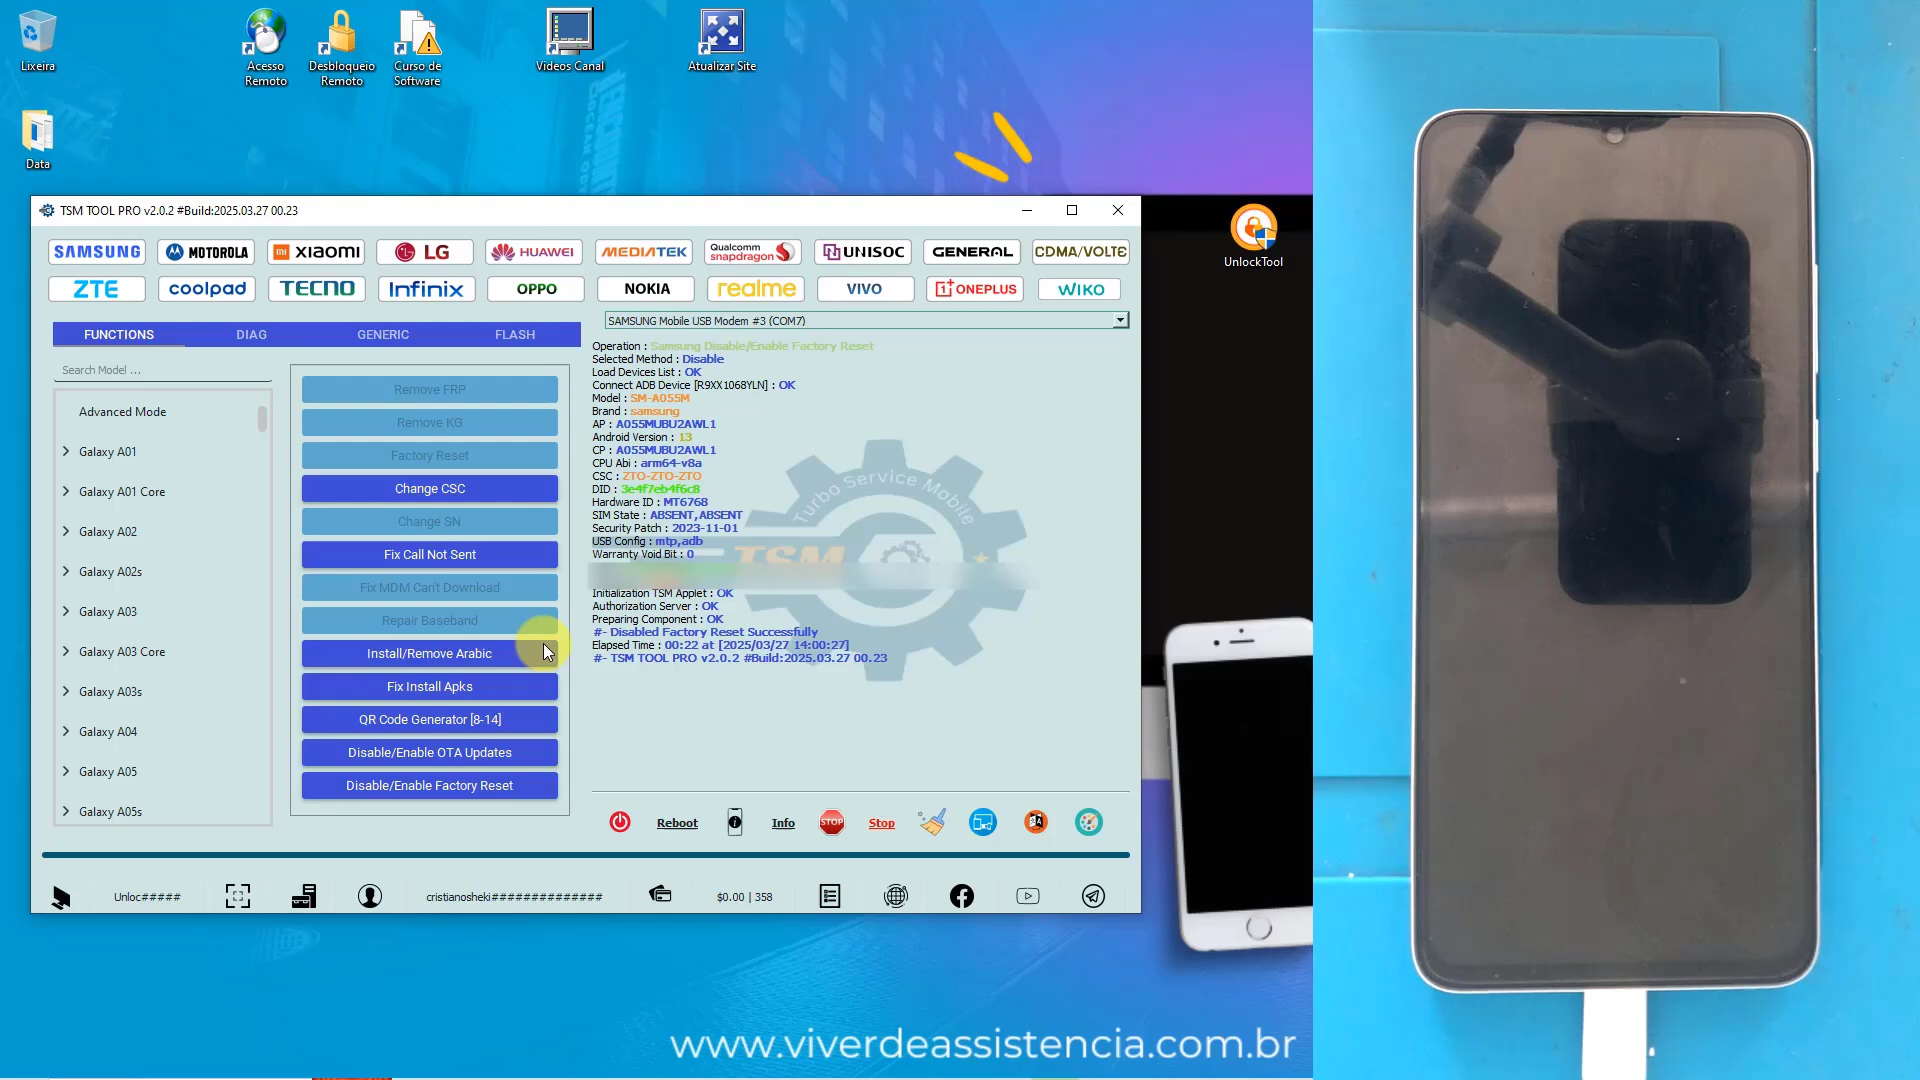 Lixeira
Acesso
Remoto
Desbloqueio
Remoto
Curso de
Software
Videos Canal
Atualizar Site
Data
UnlockTool
TSM TOOL PRO v2.0.2 #Build:2025.03.27 00.23
SAMSUNG MOTOROLA xiaomi LG HUAWEI MEDIATEK Qualcomm snapdragon UNISOC GENERAL CDMA/VOLTE
ZTE coolpad TECNO Infinix OPPO NOKIA realme VIVO 1+ ONEPLUS WIKO
FUNCTIONS DIAG GENERIC FLASH
SAMSUNG Mobile USB Modem #3 (COM7)
Search Model ...
Advanced Mode
Galaxy A01
Galaxy A01 Core
Galaxy A02
Galaxy A02s
Galaxy A03
Galaxy A03 Core
Galaxy A03s
Galaxy A04
Galaxy A05
Galaxy A05s
Remove FRP
Remove KG
Factory Reset
Change CSC
Change SN
Fix Call Not Sent
Fix MDM Can't Download
Repair Baseband
Install/Remove Arabic
Fix Install Apks
QR Code Generator [8-14]
Disable/Enable OTA Updates
Disable/Enable Factory Reset
Operation : Samsung Disable/Enable Factory Reset
Selected Method : Disable
Load Devices List : OK
Connect ADB Device [R9XX1068YLN] : OK
Model : SM-A055M
Brand : samsung
AP : A055MUBU2AWL1
Android Version : 13
CP : A055MUBU2AWL1
CPU Abi : arm64-v8a
CSC : ZTO-ZTO-ZTO
DID : 3e4f7eb4f6c8
Hardware ID : MT6768
SIM State : ABSENT,ABSENT
Security Patch : 2023-11-01
USB Config : mtp,adb
Warranty Void Bit : 0
Initialization TSM Applet : OK
Authorization Server : OK
Preparing Component : OK
#- Disabled Factory Reset Successfully
Elapsed Time : 00:22 at [2025/03/27 14:00:27]
#- TSM TOOL PRO v2.0.2 #Build:2025.03.27 00.23
Turbo Service Mobile
TSM
Reboot Info STOP Stop
Unloc##### cristianosheki############## $0.00 | 358
www.viverdeassistencia.com.br